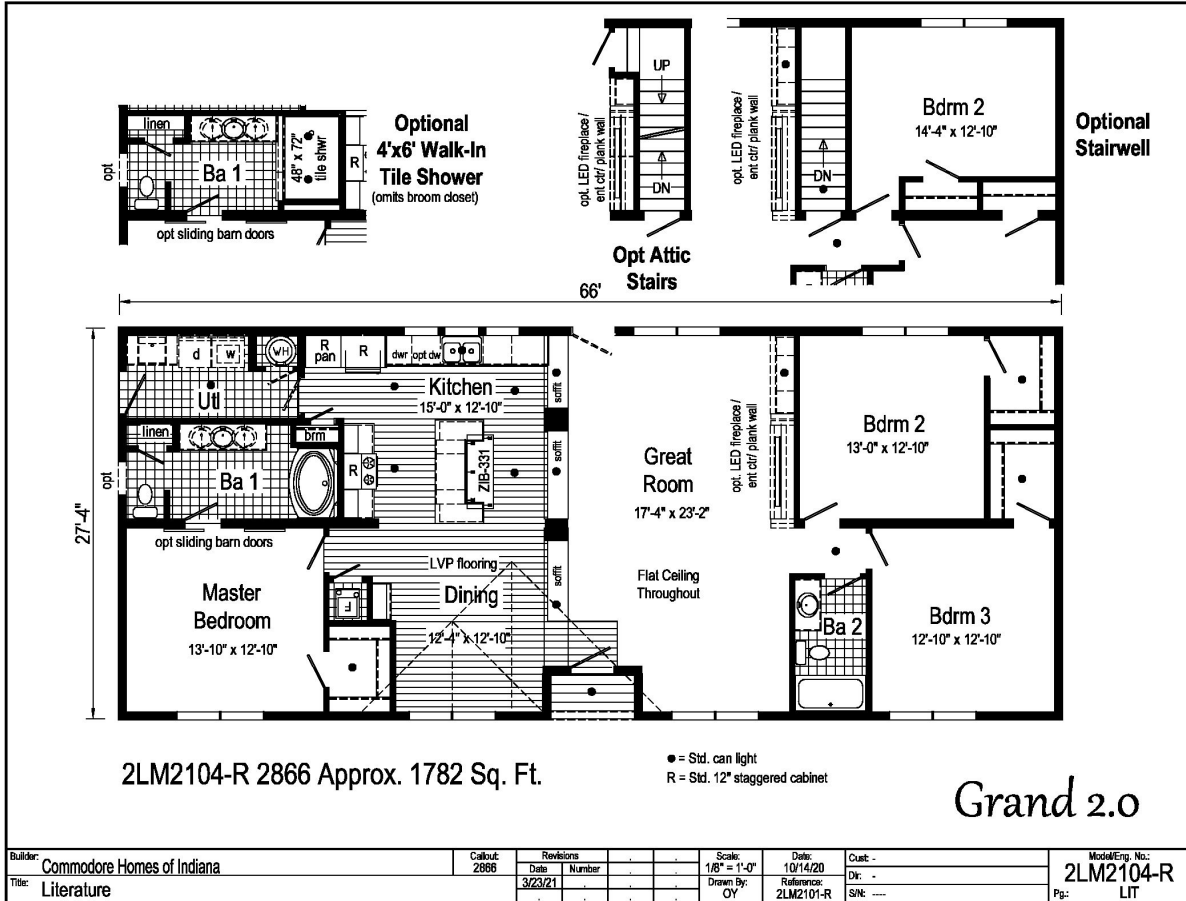 linen
Ba 1
48" x 72"
tile shwr
R
opt
opt sliding barn doors
Optional
4'x6' Walk-In
Tile Shower
(omits broom closet)
opt. LED fireplace /
ent ctr/ plank wall
UP
DN
Opt Attic
Stairs
opt. LED fireplace /
ent ctr/ plank wall
DN
Bdrm 2
14'-4" x 12'-10"
Optional
Stairwell
66'
27'-4"
d
w
WH
R
pan
R
dwr
opt dw
Utl
Kitchen
15'-0" x 12'-10"
soffit
linen
brm
Ba 1
R
ZIB-331
soffit
opt
opt sliding barn doors
Great
Room
17'-4" x 23'-2"
opt. LED fireplace /
ent ctr/ plank wall
Bdrm 2
13'-0" x 12'-10"
Master
Bedroom
13'-10" x 12'-10"
LVP flooring
Dining
12'-4" x 12'-10"
F
soffit
Flat Ceiling
Throughout
Ba 2
Bdrm 3
12'-10" x 12'-10"
2LM2104-R 2866 Approx. 1782 Sq. Ft.
● = Std. can light
R = Std. 12" staggered cabinet
Grand 2.0
Builder: Commodore Homes of Indiana
Title: Literature
Callout:
2866
Revisions
Date Number
3/23/21
Scale:
1/8" = 1'-0"
Drawn By:
OY
Date:
10/14/20
Reference:
2LM2101-R
Cust: -
Dir: -
S/N: ----
Model/Eng. No.:
2LM2104-R
Pg.: LIT